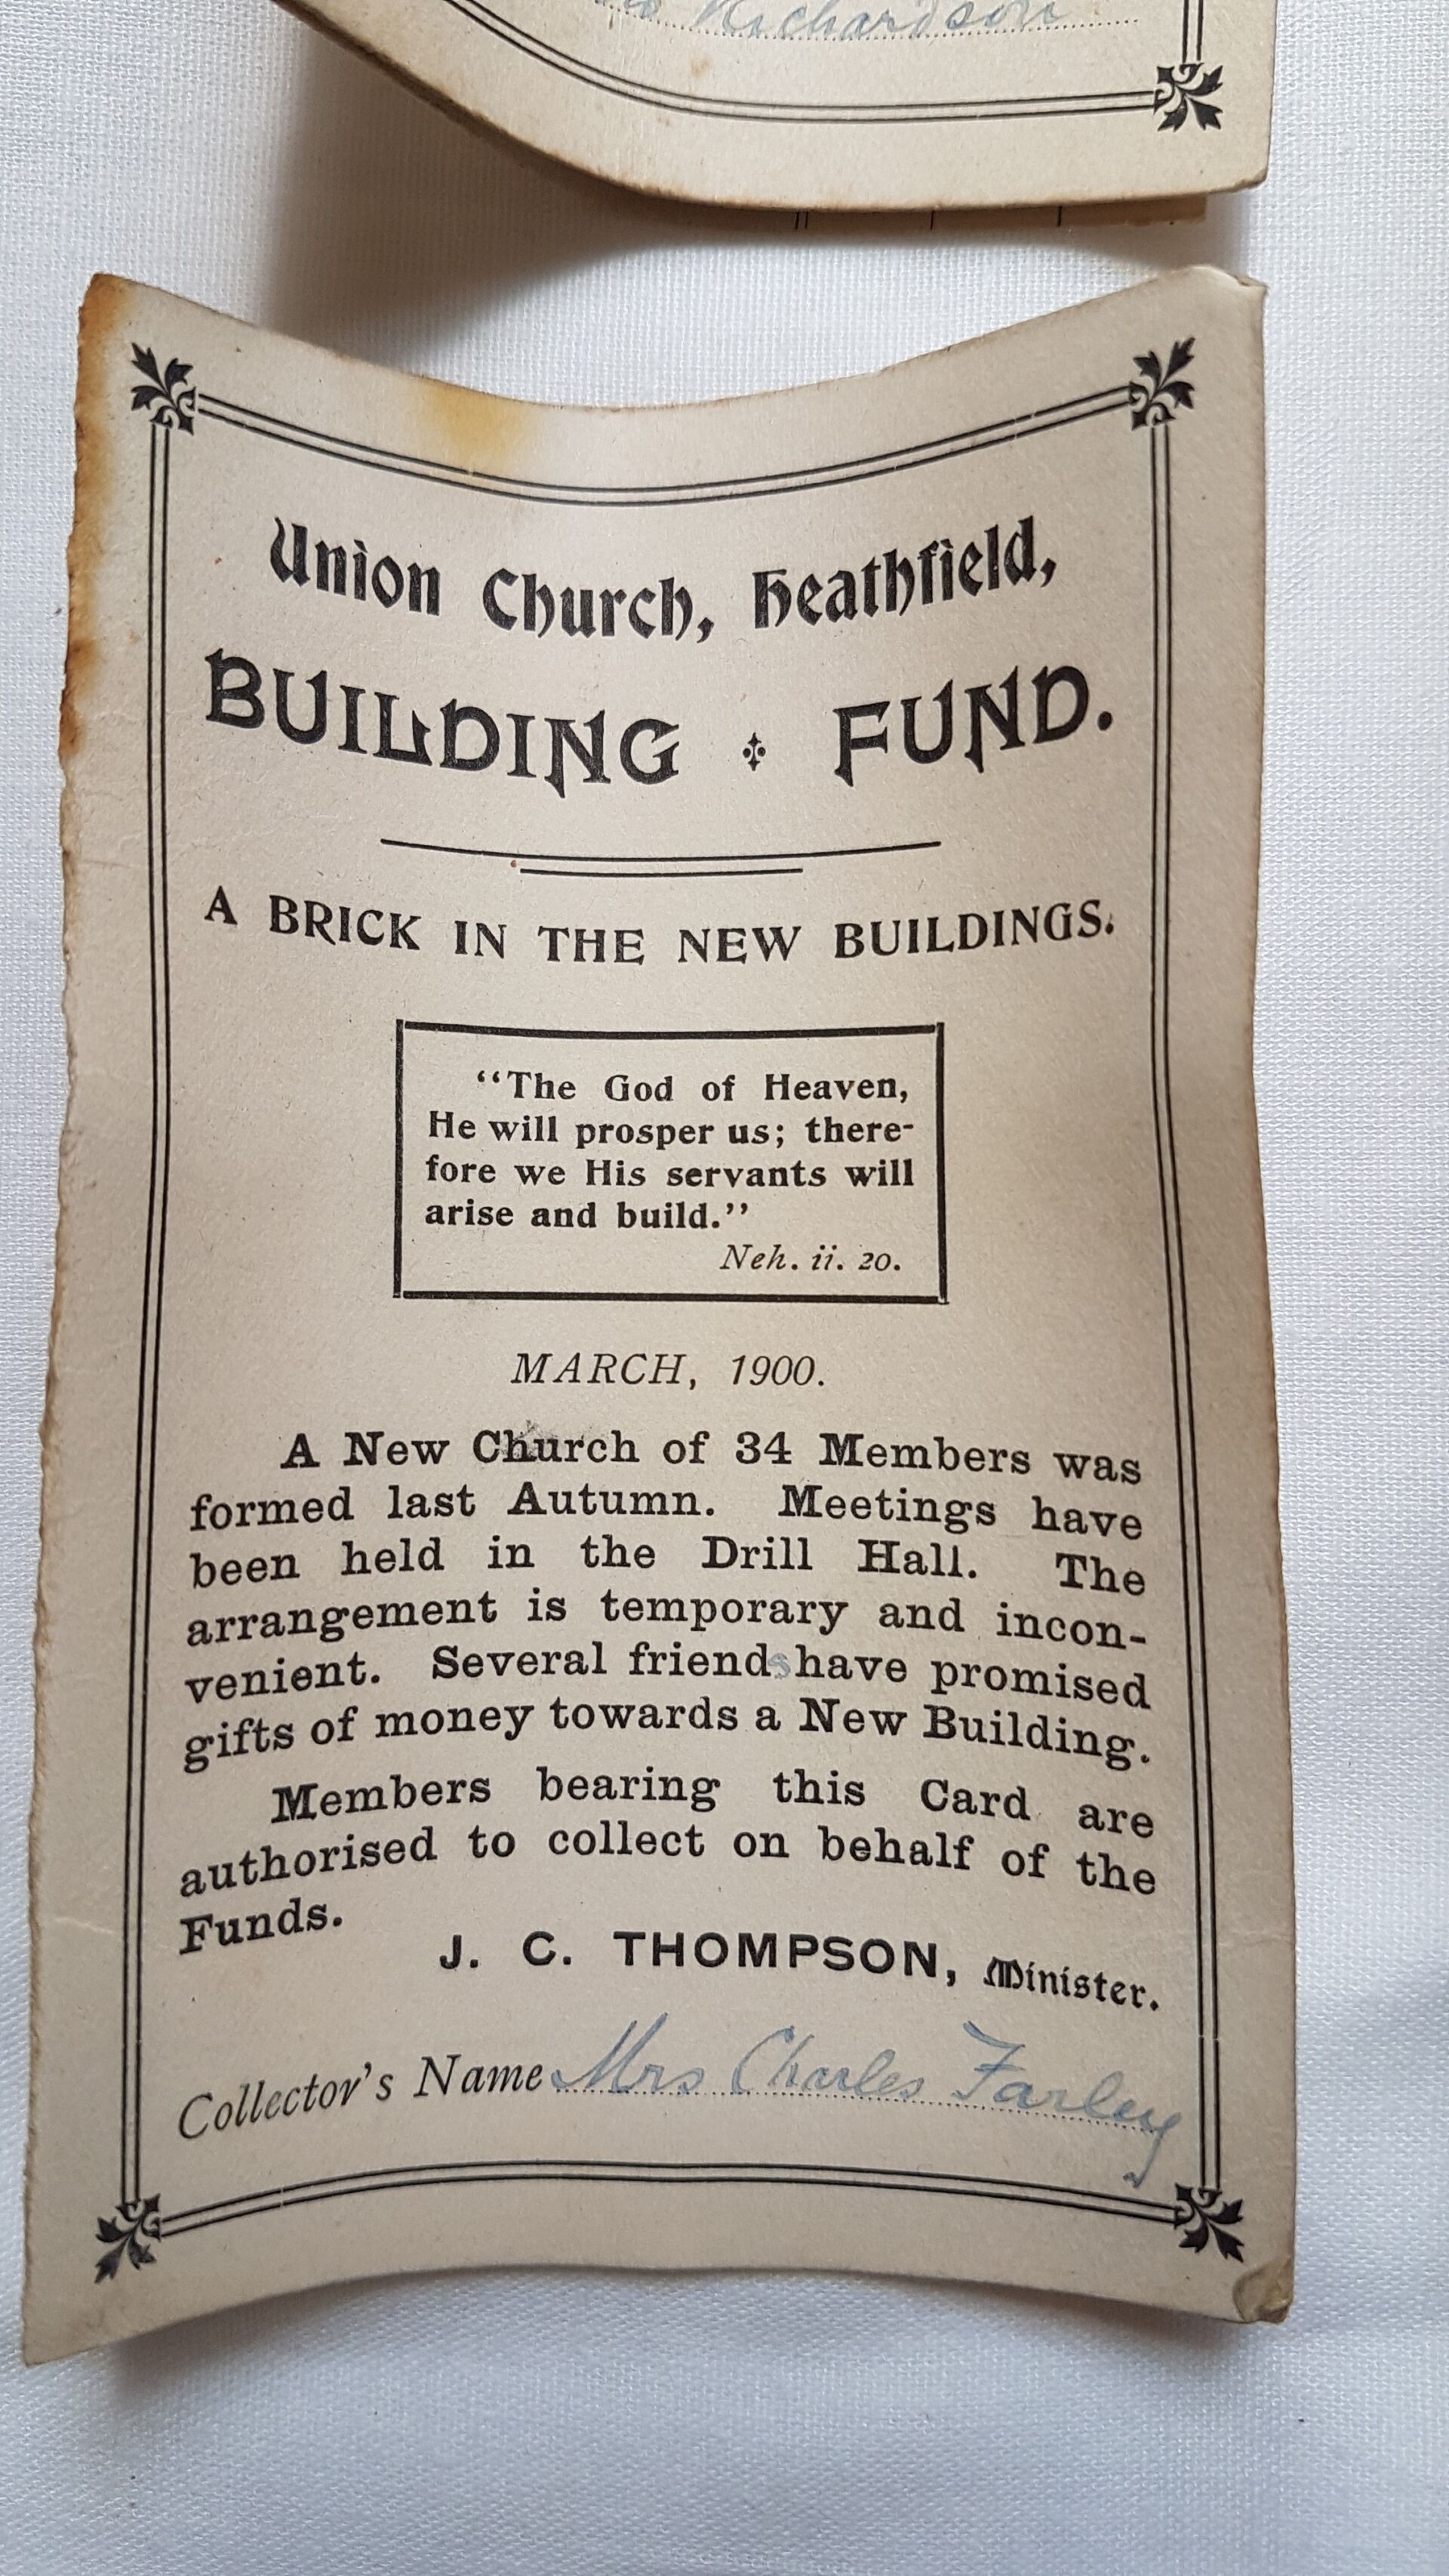 Richardson
Union Church, Heathfield,
BUILDING FUND.
A BRICK IN THE NEW BUILDINGS.
“The God of Heaven,
He will prosper us; there-
fore we His servants will
arise and build.”
Neh. ii. 20.
MARCH, 1900.
A New Church of 34 Members was
formed last Autumn. Meetings have
been held in the Drill Hall. The
arrangement is temporary and incon-
venient. Several friends have promised
gifts of money towards a New Building.
Members bearing this Card are
authorised to collect on behalf of the
Funds.
J. C. THOMPSON, Minister.
Collector's Name Mrs Charles Farley